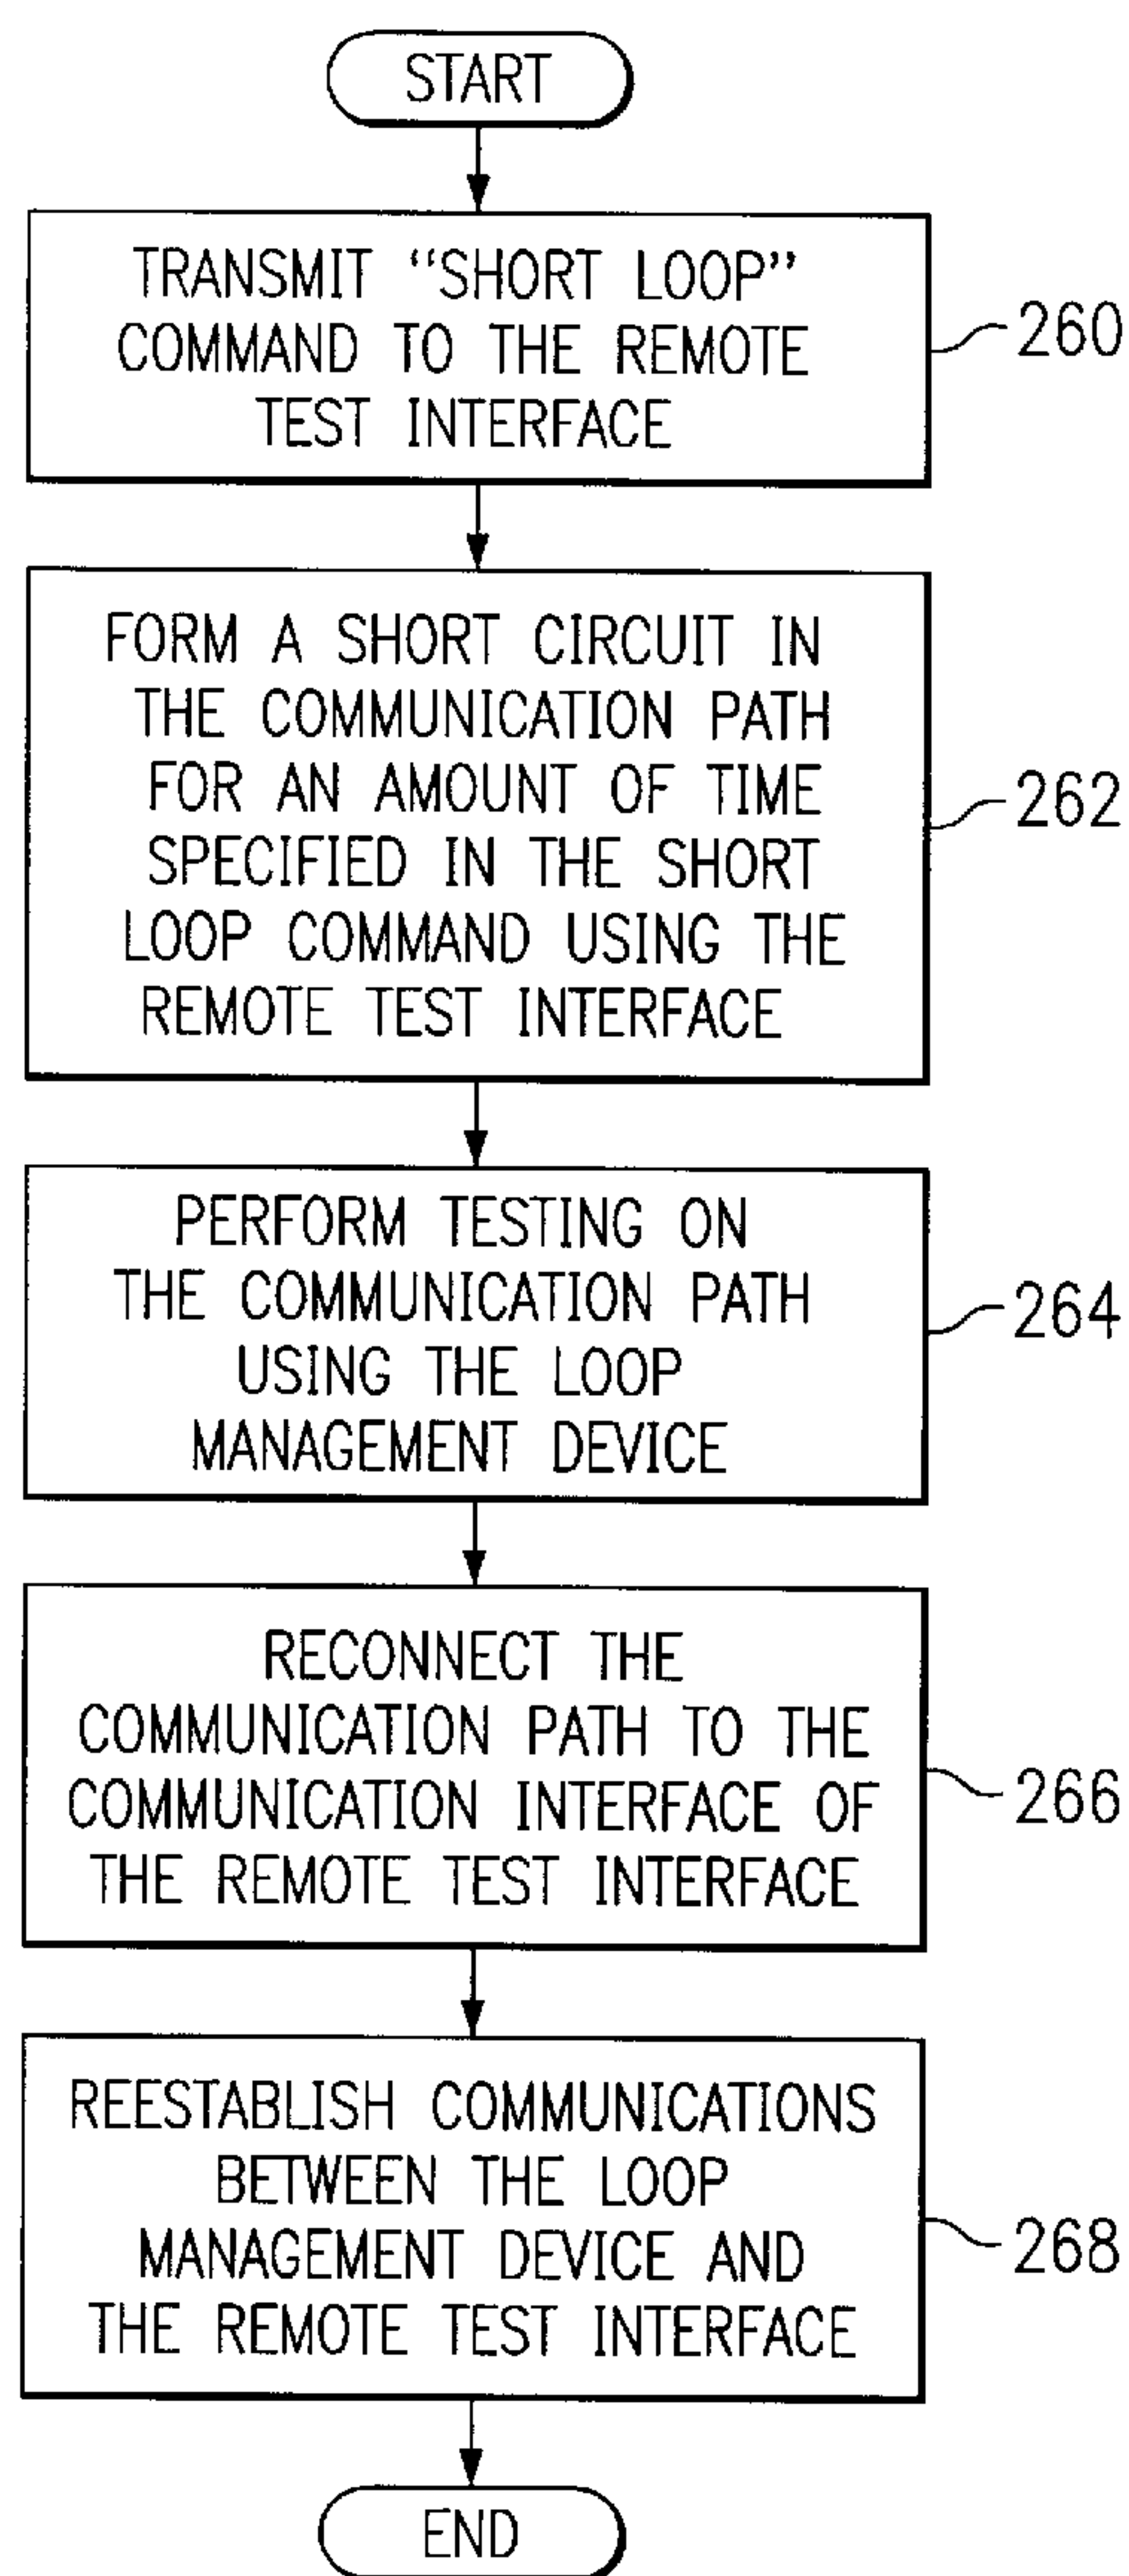 START
TRANSMIT “SHORT LOOP”
COMMAND TO THE REMOTE
TEST INTERFACE
260
FORM A SHORT CIRCUIT IN
THE COMMUNICATION PATH
FOR AN AMOUNT OF TIME
SPECIFIED IN THE SHORT
LOOP COMMAND USING THE
REMOTE TEST INTERFACE
262
PERFORM TESTING ON
THE COMMUNICATION PATH
USING THE LOOP
MANAGEMENT DEVICE
264
RECONNECT THE
COMMUNICATION PATH TO THE
COMMUNICATION INTERFACE OF
THE REMOTE TEST INTERFACE
266
REESTABLISH COMMUNICATIONS
BETWEEN THE LOOP
MANAGEMENT DEVICE AND
THE REMOTE TEST INTERFACE
268
END